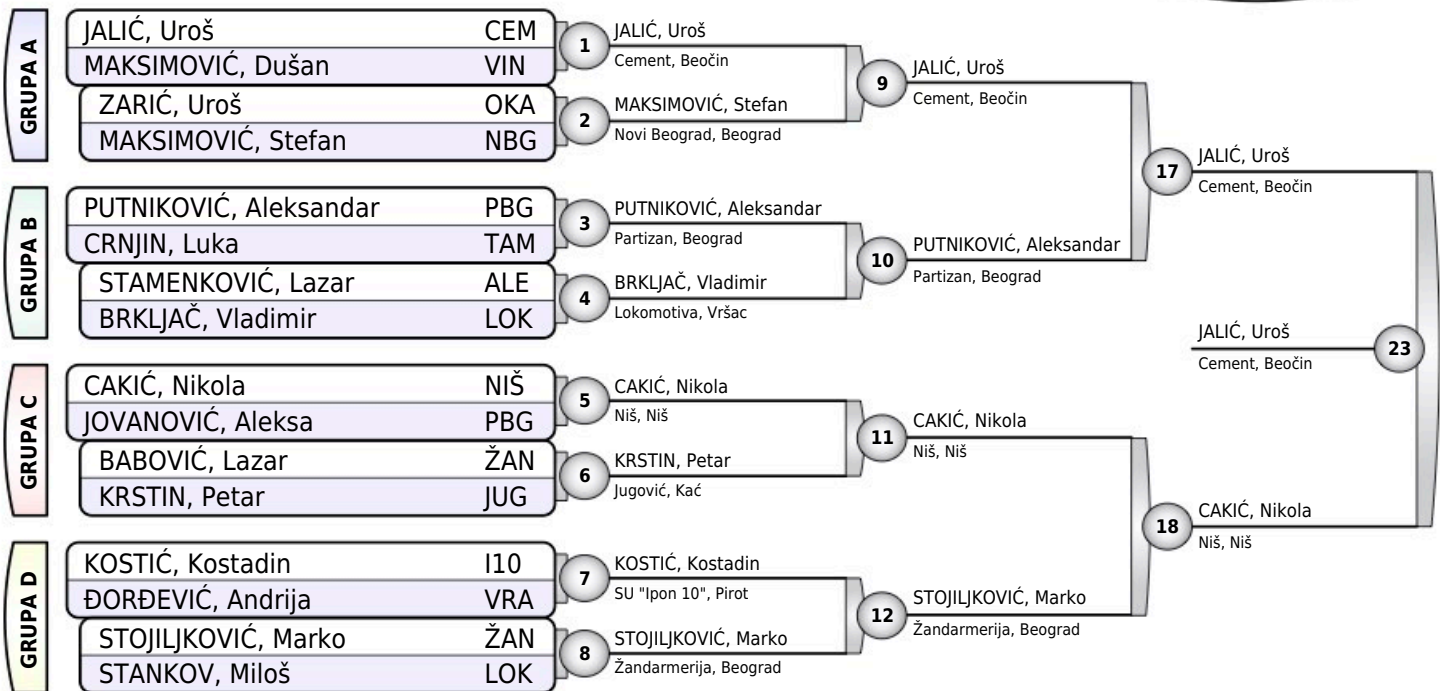 GRUPA A
JALIĆ, Uroš CEM
MAKSIMOVIĆ, Dušan VIN
ZARIĆ, Uroš OKA
MAKSIMOVIĆ, Stefan NBG
1
JALIĆ, Uroš
Cement, Beočin
2
MAKSIMOVIĆ, Stefan
Novi Beograd, Beograd
9
JALIĆ, Uroš
Cement, Beočin
GRUPA B
PUTNIKOVIĆ, Aleksandar PBG
CRNJIN, Luka TAM
STAMENKOVIĆ, Lazar ALE
BRKLJAČ, Vladimir LOK
3
PUTNIKOVIĆ, Aleksandar
Partizan, Beograd
4
BRKLJAČ, Vladimir
Lokomotiva, Vršac
10
PUTNIKOVIĆ, Aleksandar
Partizan, Beograd
17
JALIĆ, Uroš
Cement, Beočin
GRUPA C
CAKIĆ, Nikola NIŠ
JOVANOVIĆ, Aleksa PBG
BABOVIĆ, Lazar ŽAN
KRSTIN, Petar JUG
5
CAKIĆ, Nikola
Niš, Niš
6
KRSTIN, Petar
Jugović, Kać
11
CAKIĆ, Nikola
Niš, Niš
GRUPA D
KOSTIĆ, Kostadin I10
ĐORĐEVIĆ, Andrija VRA
STOJILJKOVIĆ, Marko ŽAN
STANKOV, Miloš LOK
7
KOSTIĆ, Kostadin
SU "Ipon 10", Pirot
8
STOJILJKOVIĆ, Marko
Žandarmerija, Beograd
12
STOJILJKOVIĆ, Marko
Žandarmerija, Beograd
18
CAKIĆ, Nikola
Niš, Niš
JALIĆ, Uroš
Cement, Beočin
23